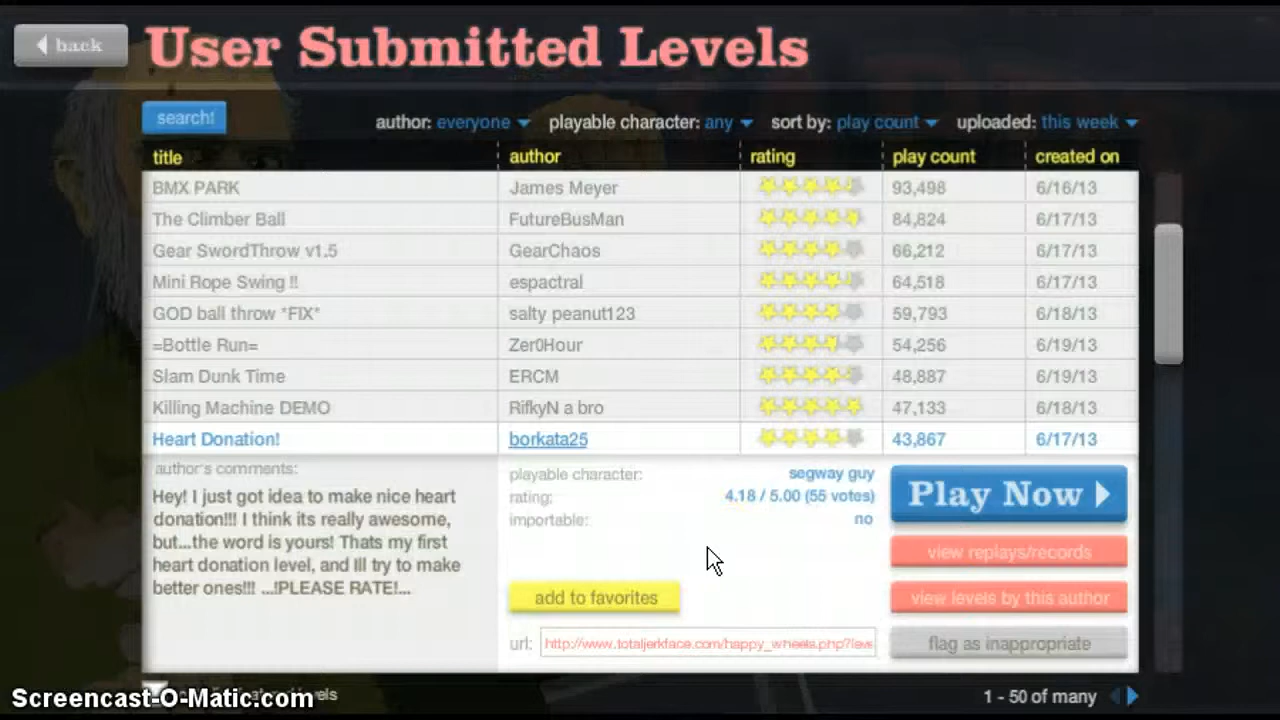 back
User Submitted Levels
search!
author: everyone playable character: any sort by: play count uploaded: this week
title author rating play count created on
BMX PARK James Meyer 93,498 6/16/13
The Climber Ball FutureBusMan 84,824 6/17/13
Gear SwordThrow v1.5 GearChaos 66,212 6/17/13
Mini Rope Swing !! espactral 64,518 6/17/13
GOD ball throw *FIX* salty peanut123 59,793 6/18/13
=Bottle Run= Zer0Hour 54,256 6/19/13
Slam Dunk Time ERCM 48,887 6/19/13
Killing Machine DEMO RifkyN a bro 47,133 6/18/13
Heart Donation! borkata25 43,867 6/17/13
author's comments:
Hey! I just got idea to make nice heart
donation!!! I think its really awesome,
but...the word is yours! Thats my first
heart donation level, and Ill try to make
better ones!!! ...!PLEASE RATE!...
playable character: segway guy
rating: 4.18 / 5.00 (55 votes)
importable: no
add to favorites
url: http://www.totaljerkface.com/happy_wheels.php?leve
Play Now
view replays/records
view levels by this author
flag as inappropriate
Screencast-O-Matic.com
1 - 50 of many